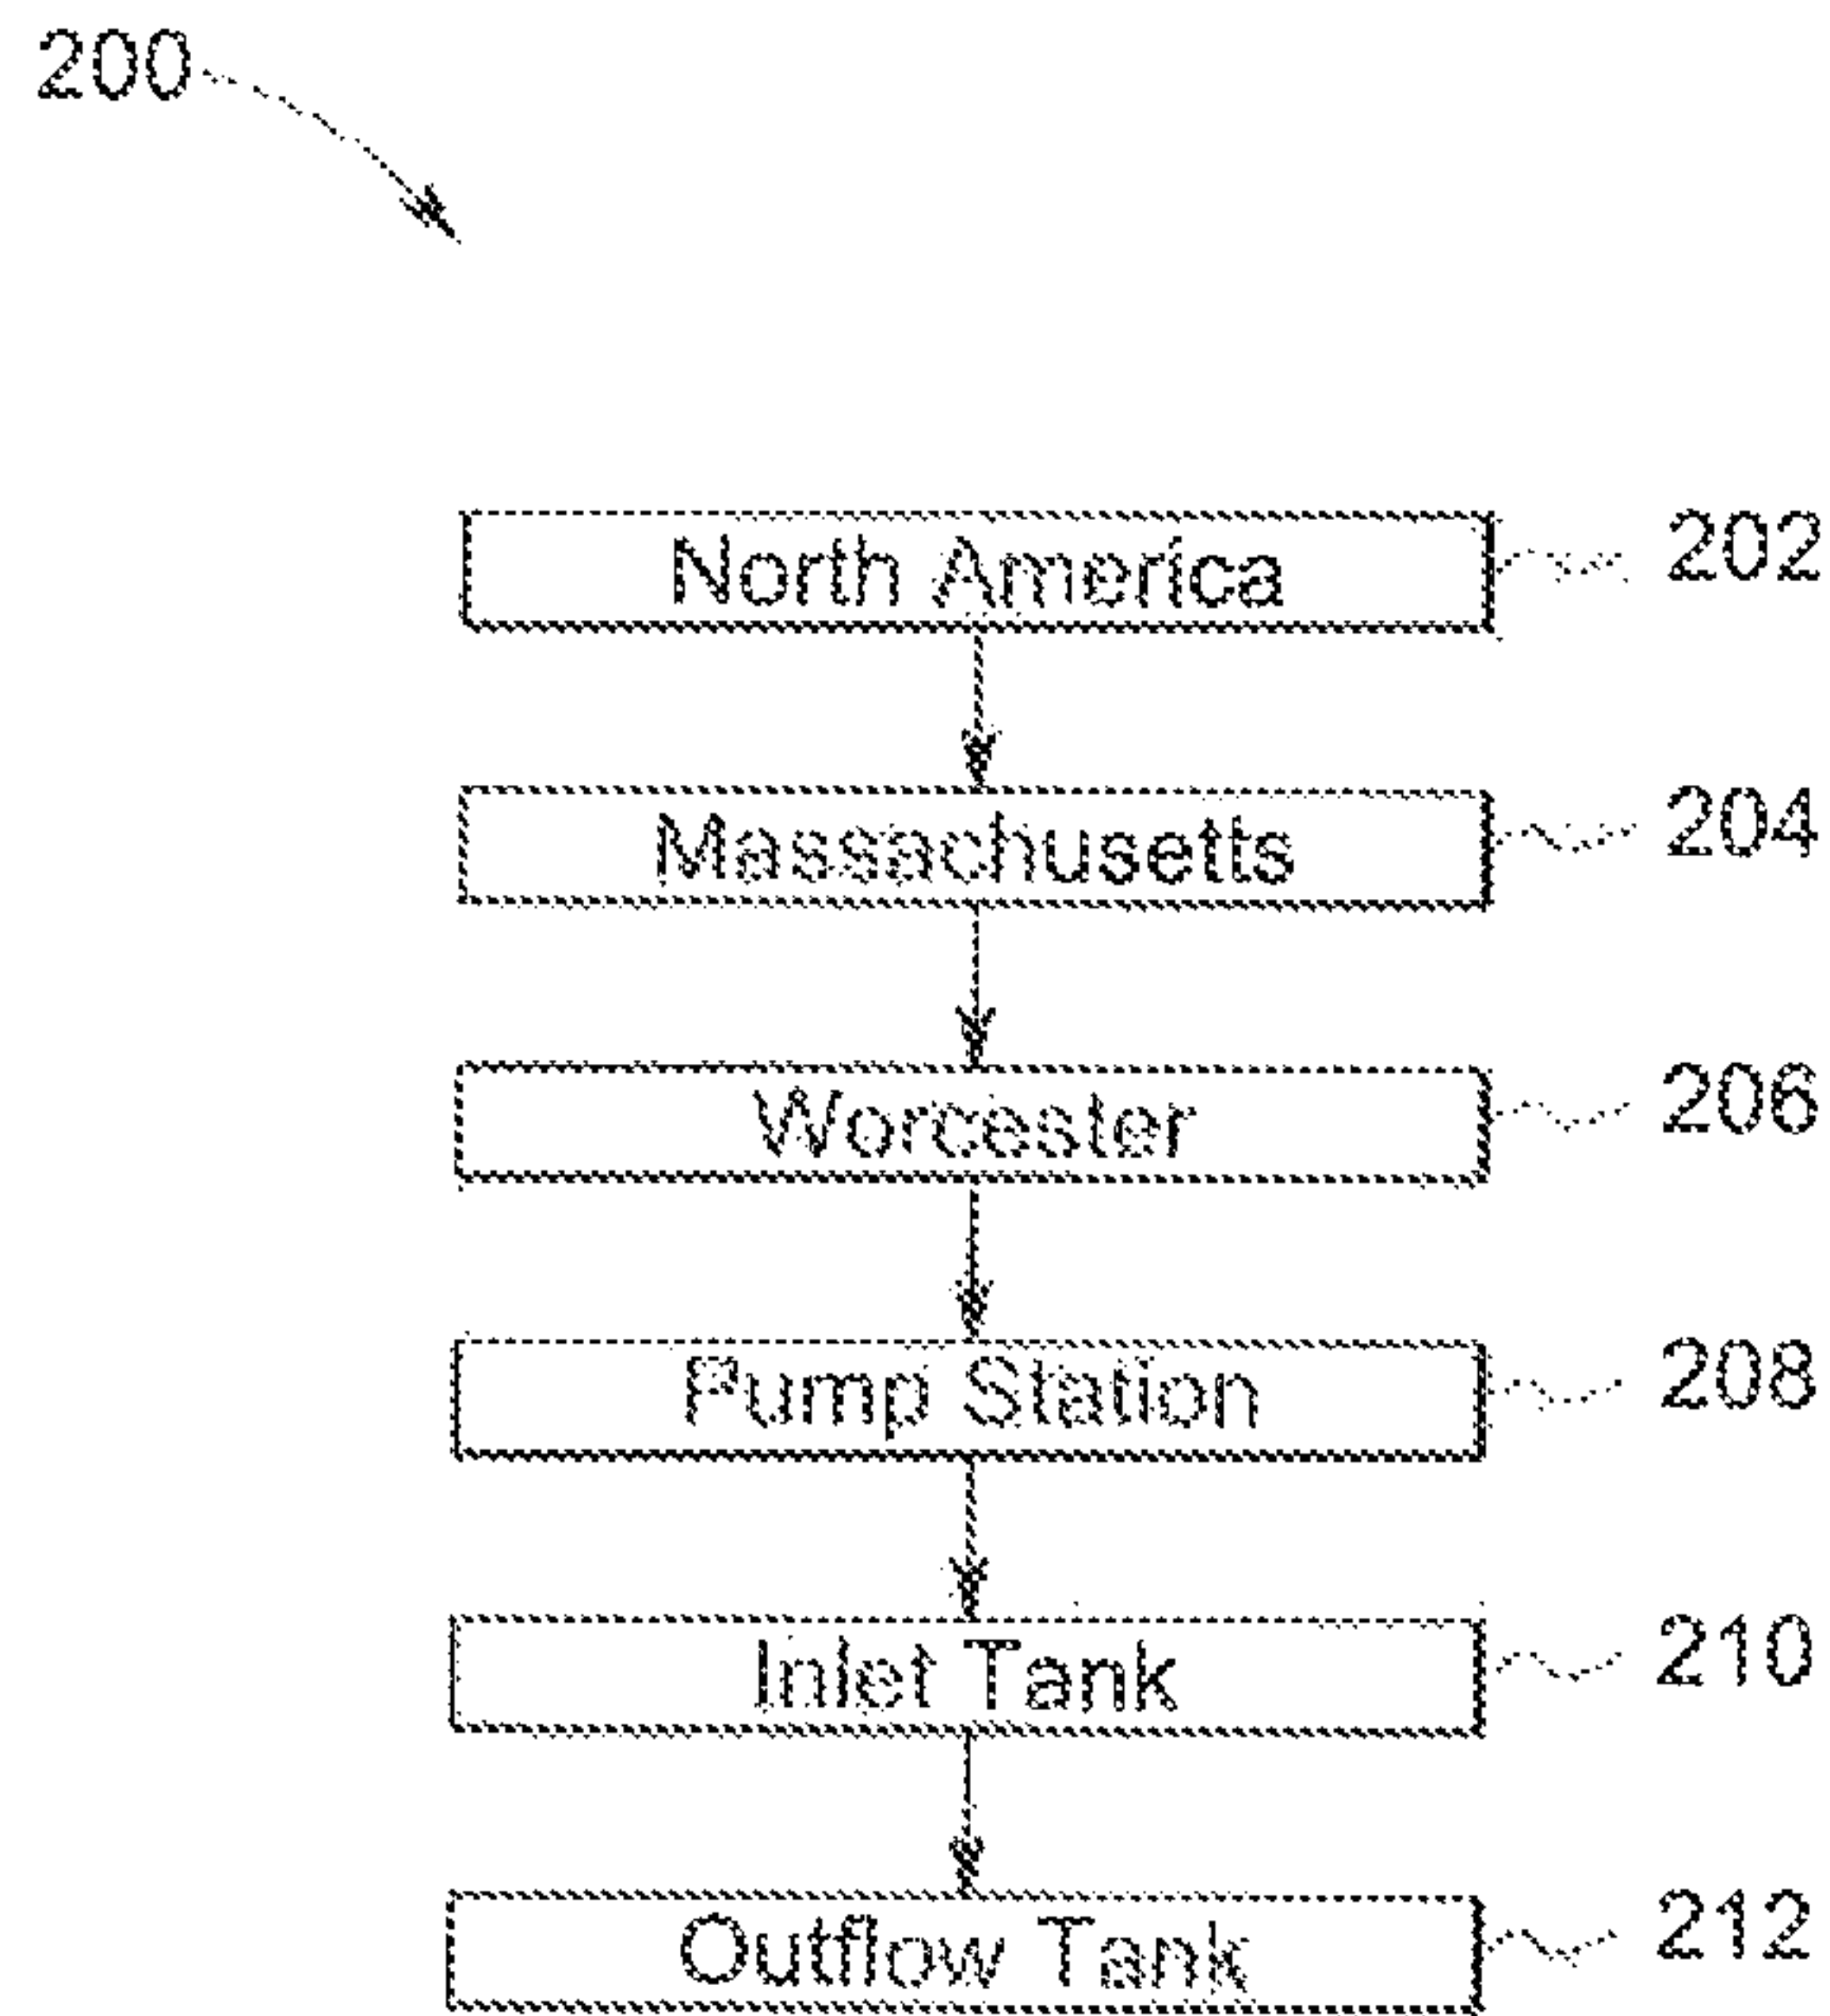 200
North America 202
Massachusetts 204
Worcester 206
Pump Station 208
Inlet Tank 210
Outflow Tank 212